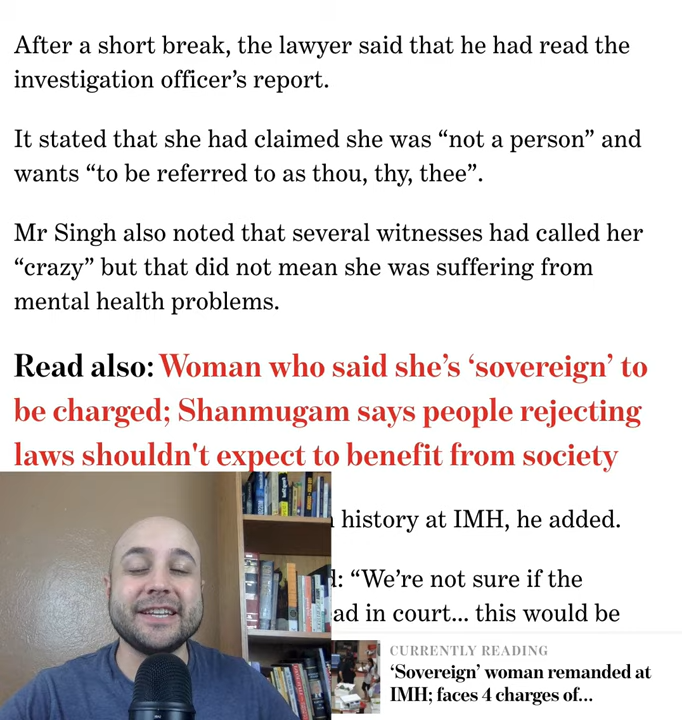 After a short break, the lawyer said that he had read the
investigation officer’s report.
It stated that she had claimed she was “not a person” and
wants “to be referred to as thou, thy, thee”.
Mr Singh also noted that several witnesses had called her
“crazy” but that did not mean she was suffering from
mental health problems.
Read also: Woman who said she’s ‘sovereign’ to
be charged; Shanmugam says people rejecting
laws shouldn't expect to benefit from society
history at IMH, he added.
“We’re not sure if the
in court... this would be
CURRENTLY READING
‘Sovereign’ woman remanded at
IMH; faces 4 charges of...